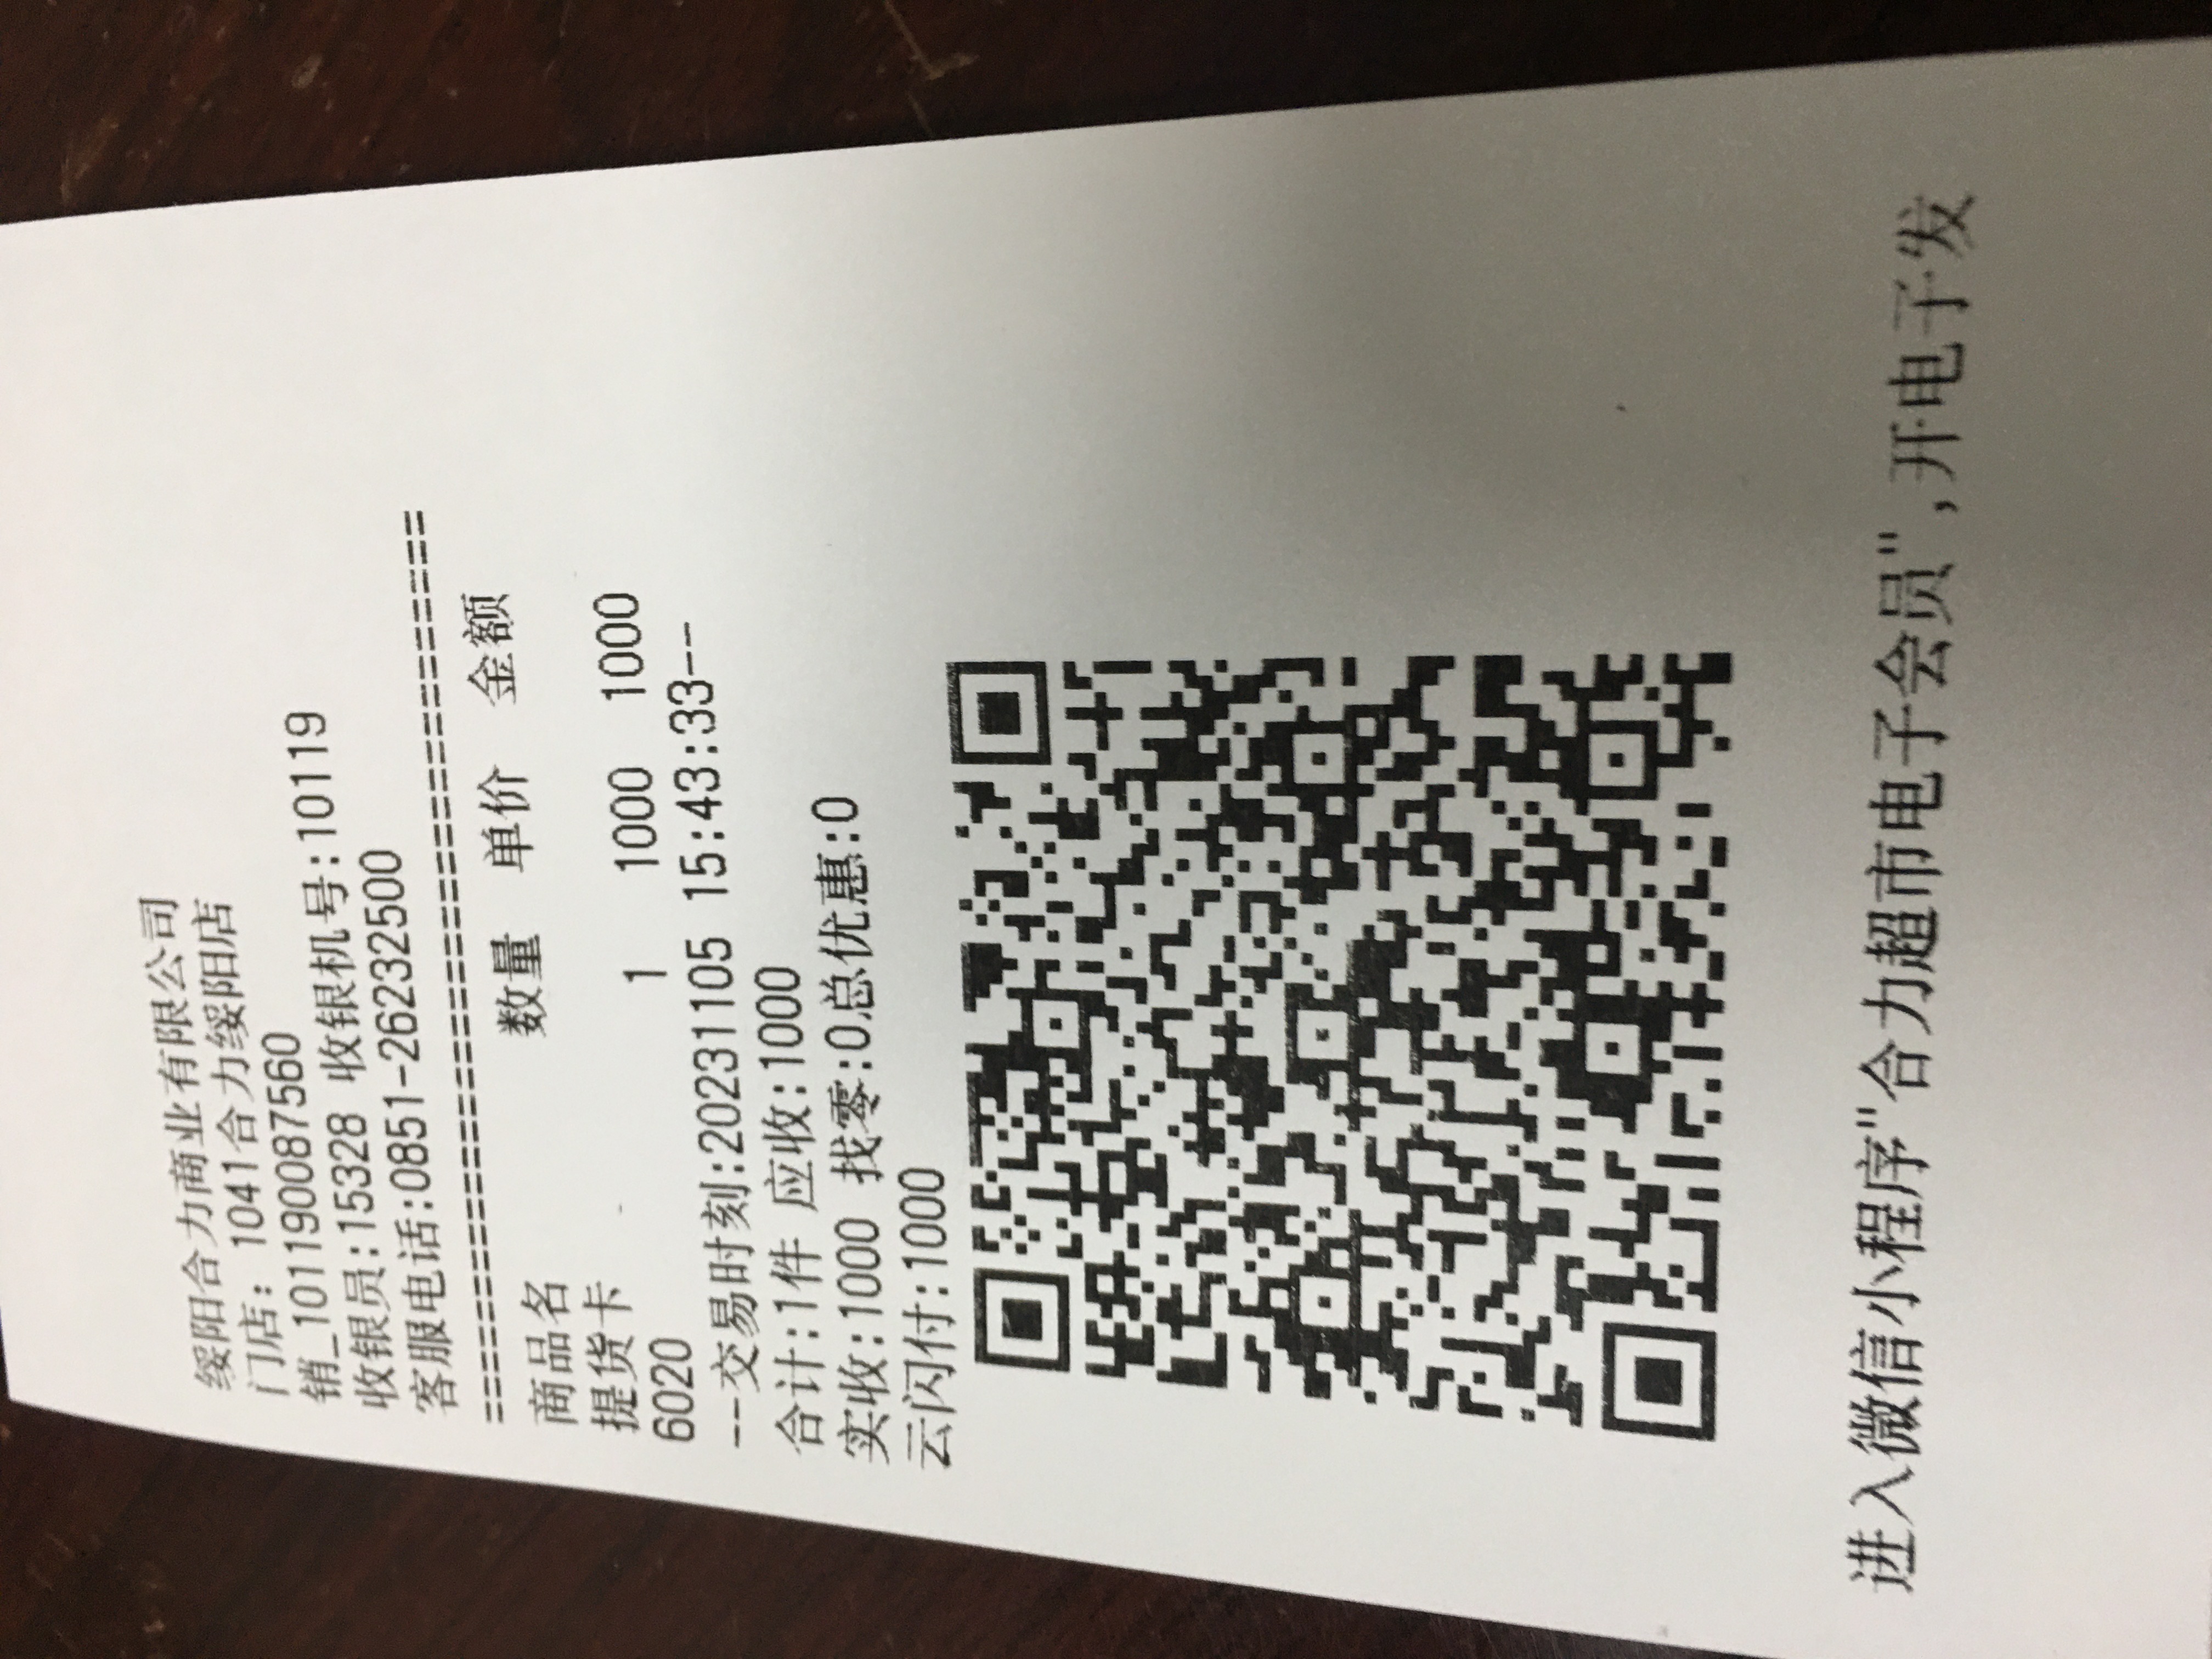 绥阳合力商业有限公司
门店: 1041合力绥阳店
销_101190087560
收银员:15328 收银机号:10119
客服电话:0851-26232500
========================================
商品名 数量 单价 金额
提货卡
6020 1 1000 1000
--交易时刻:20231105 15:43:33--
合计:1件 应收:1000
实收:1000 找零:0总优惠:0
云闪付:1000
进入微信小程序"合力超市电子会员",开电子发